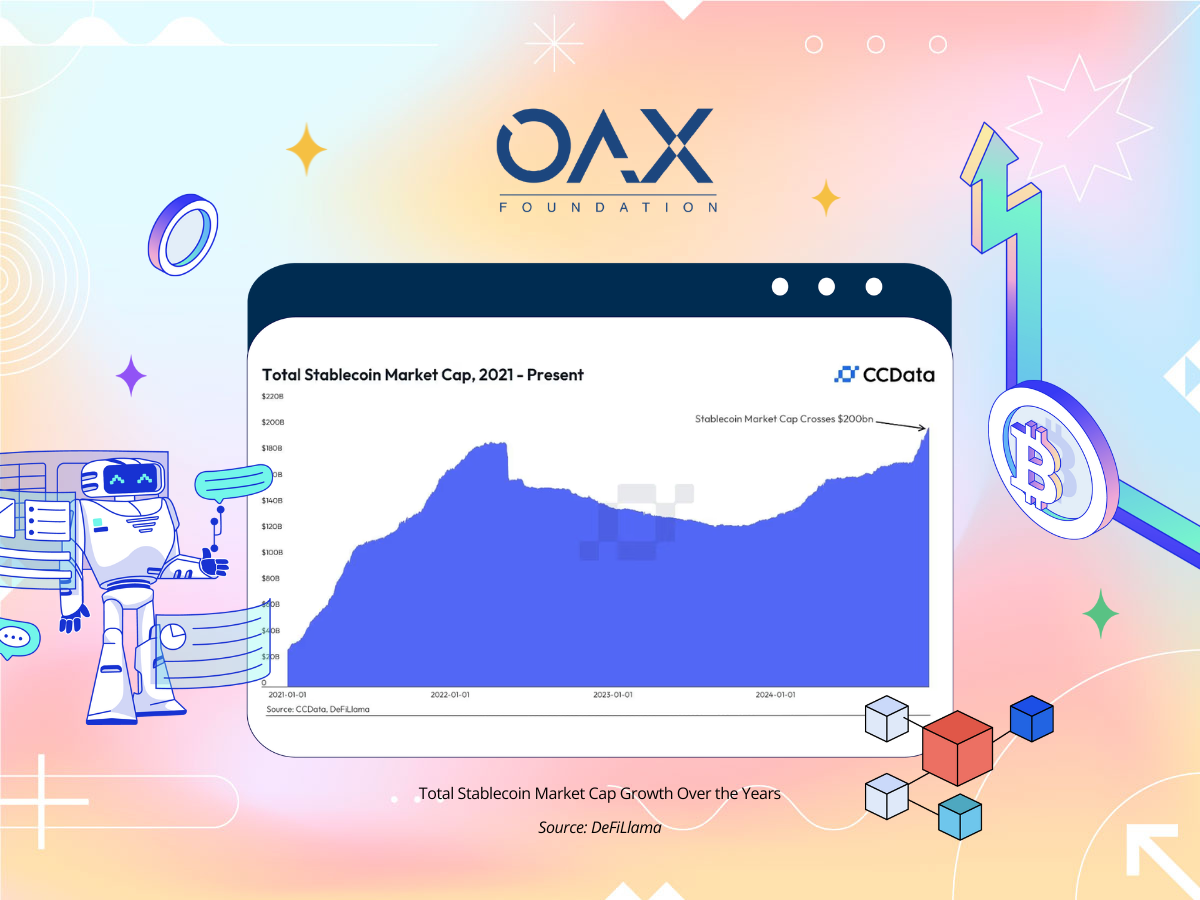 OAX
FOUNDATION
Total Stablecoin Market Cap, 2021 - Present
CCData
$220B
Stablecoin Market Cap Crosses $200bn
$200B
$180B
$140B
$120B
$100B
$80B
$40B
$20B
0
2021-01-01
2022-01-01
2023-01-01
2024-01-01
Source: CCData, DeFiLlama
Total Stablecoin Market Cap Growth Over the Years
Source: DeFiLlama